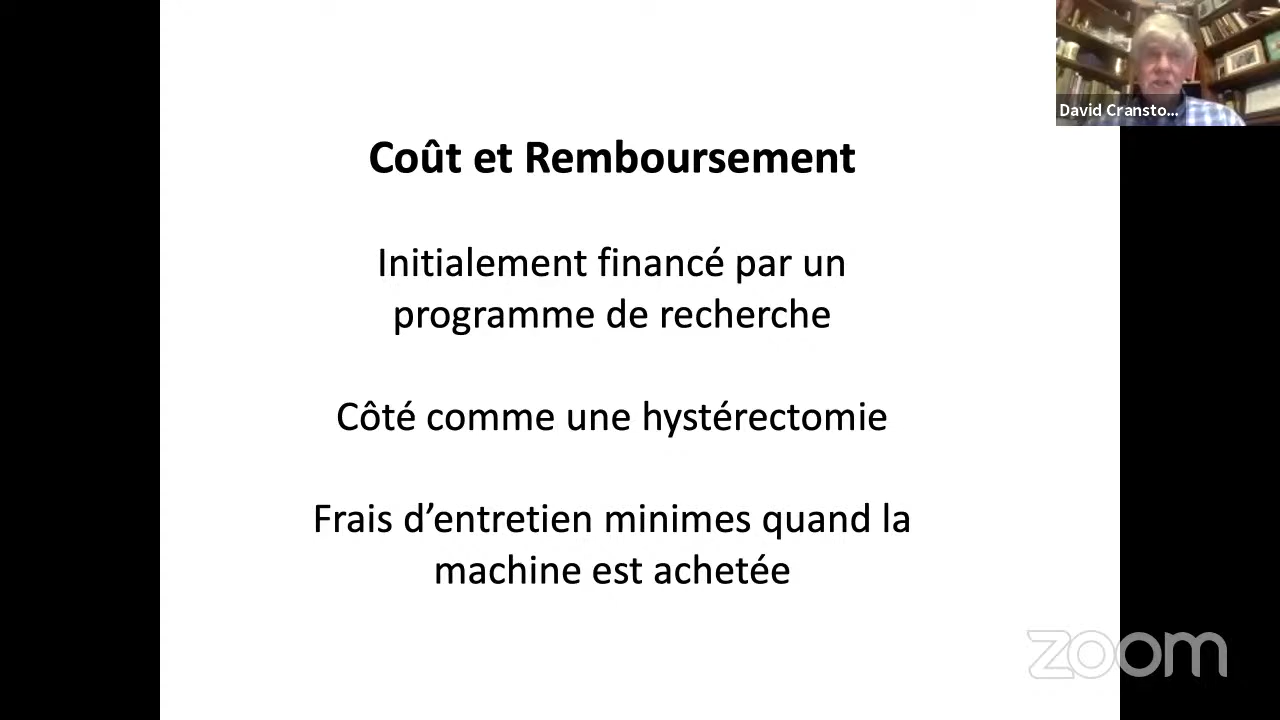 David Cransto...
Coût et Remboursement
Initialement financé par un
programme de recherche
Côté comme une hystérectomie
Frais d’entretien minimes quand la
machine est achetée
zoom